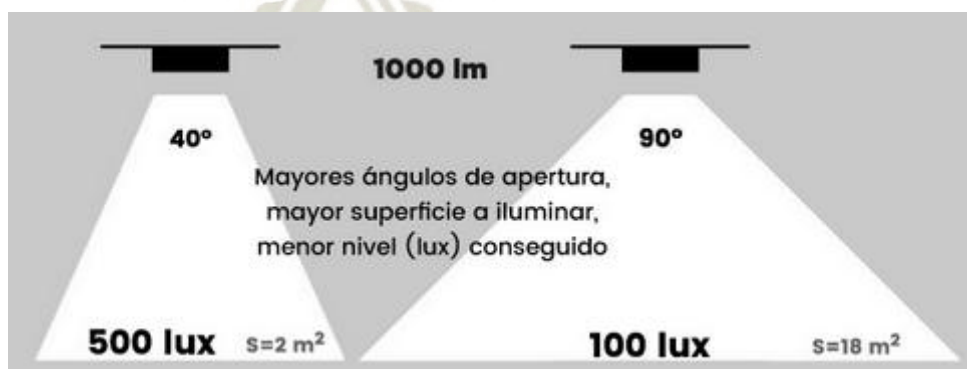 1000 lm
40º
90º
Mayores ángulos de apertura,
mayor superficie a iluminar,
menor nivel (lux) conseguido
500 lux S=2 m²
100 lux S=18 m²